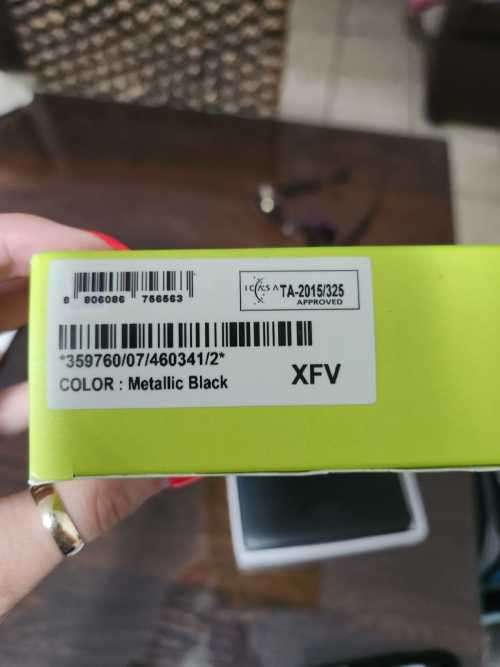 8 806086 756563
ICASA TA-2015/325
APPROVED
*359760/07/460341/2*
COLOR : Metallic Black
XFV